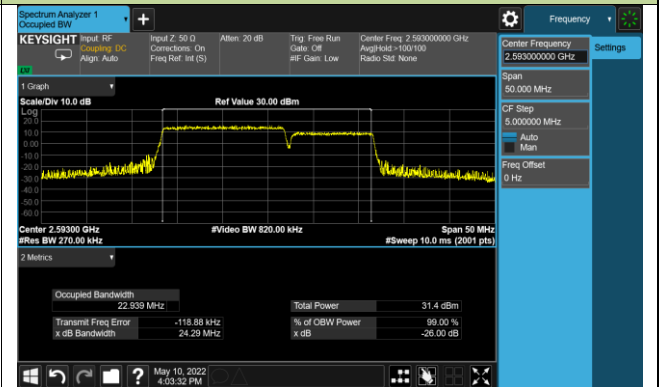 Spectrum Analyzer 1
Occupied BW
+
Frequency
KEYSIGHT
Input: RF
Coupling: DC
Align: Auto
Input Z: 50 Ω
Corrections: On
Freq Ref: Int (S)
Atten: 20 dB
Trig: Free Run
Gate: Off
#IF Gain: Low
Center Freq: 2.593000000 GHz
Avg|Hold:>100/100
Radio Std: None
Center Frequency
2.593000000 GHz
Settings
Span
50.000 MHz
CF Step
5.000000 MHz
Auto
Man
Freq Offset
0 Hz
1 Graph
Scale/Div 10.0 dB
Ref Value 30.00 dBm
Log
20.0
10.0
0.00
-10.0
-20.0
-30.0
-40.0
-50.0
-60.0
Center 2.59300 GHz
#Video BW 820.00 kHz
Span 50 MHz
#Res BW 270.00 kHz
#Sweep 10.0 ms (2001 pts)
2 Metrics
Occupied Bandwidth
22.939 MHz
Total Power 31.4 dBm
Transmit Freq Error -118.88 kHz
% of OBW Power 99.00 %
x dB Bandwidth 24.29 MHz
x dB -26.00 dB
?
May 10, 2022
4:03:32 PM